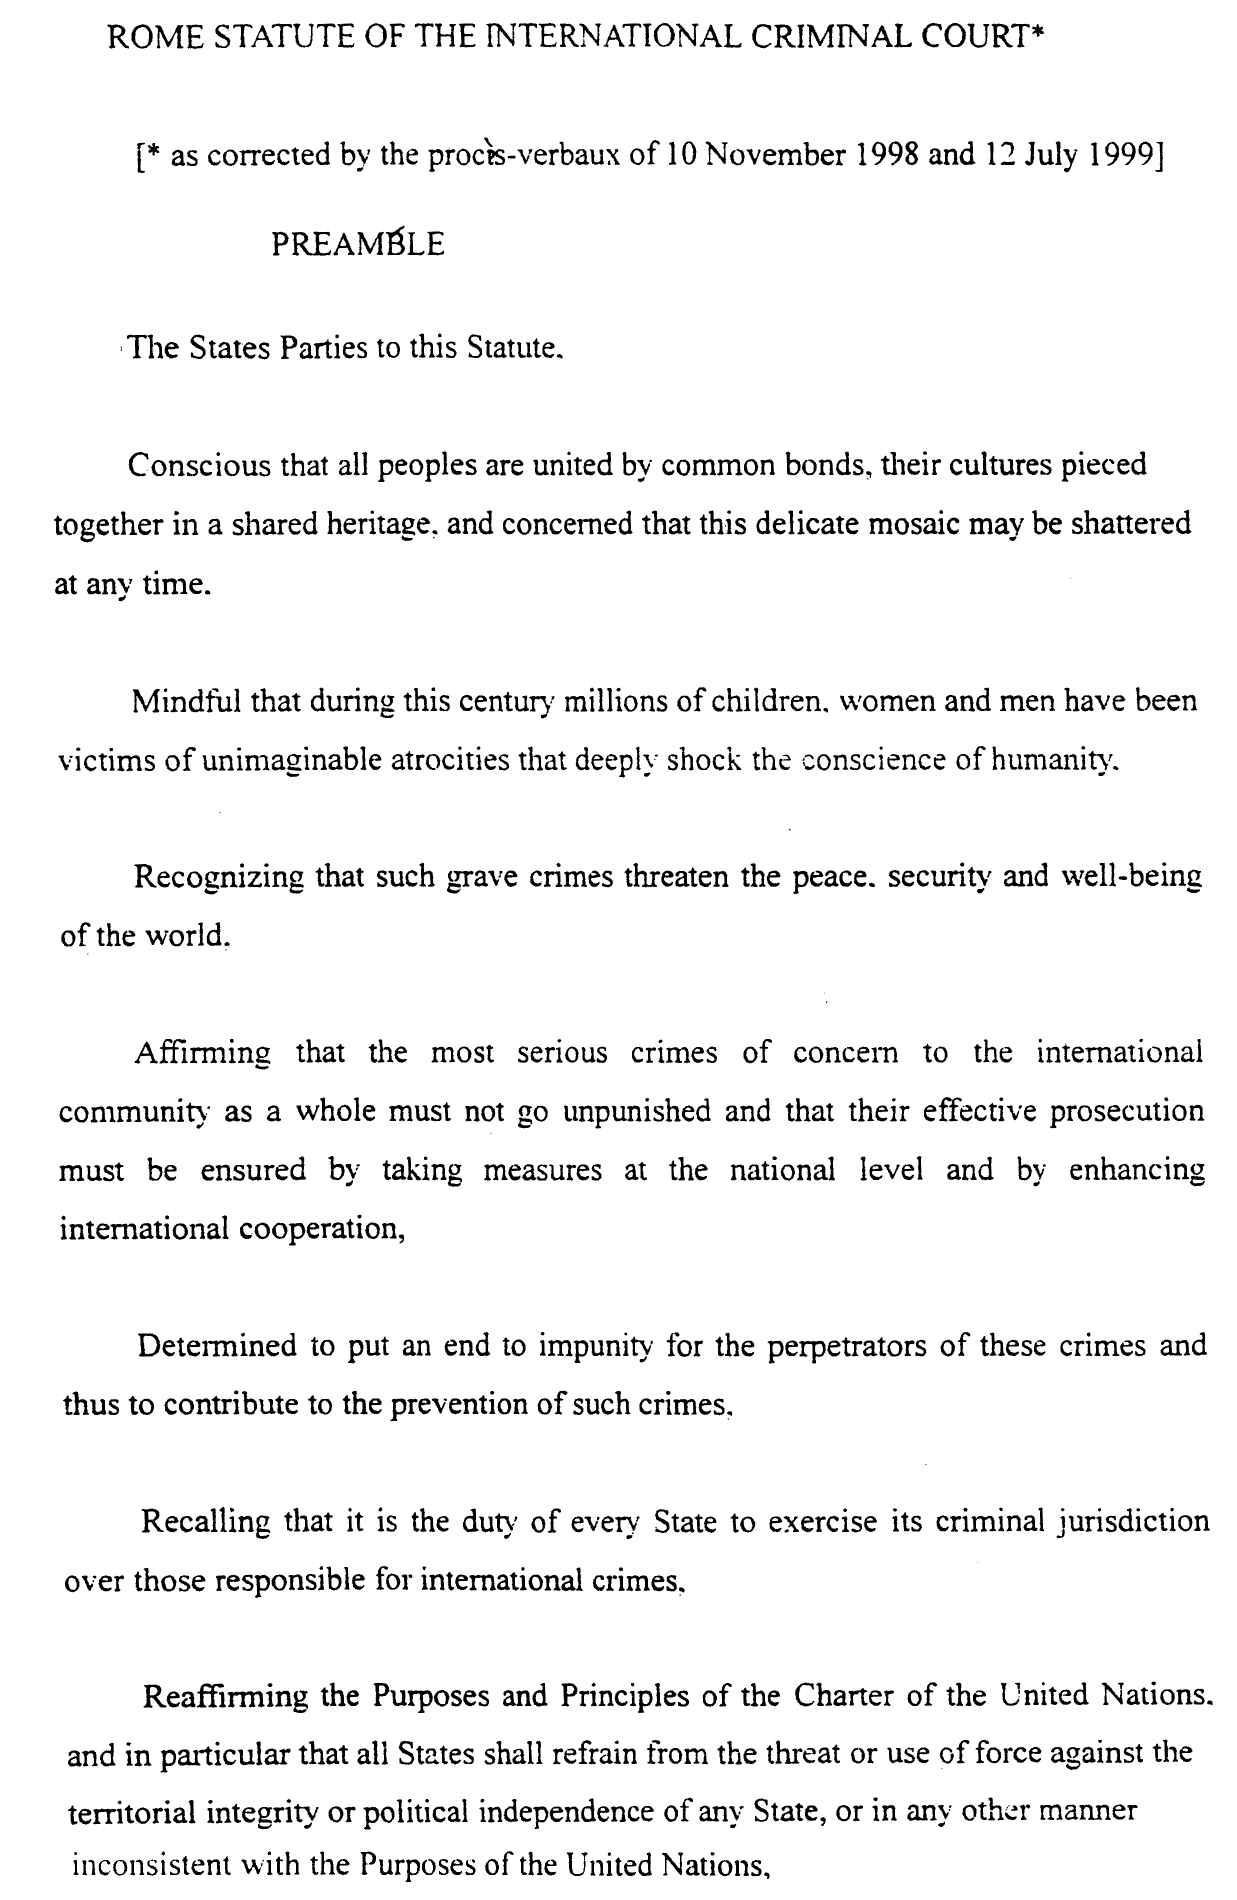 ROME STATUTE OF THE INTERNATIONAL CRIMINAL COURT*
[* as corrected by the procès-verbaux of 10 November 1998 and 12 July 1999]
PREAMBLE
The States Parties to this Statute.
Conscious that all peoples are united by common bonds, their cultures pieced
together in a shared heritage, and concerned that this delicate mosaic may be shattered
at any time.
Mindful that during this century millions of children. women and men have been
victims of unimaginable atrocities that deeply shock the conscience of humanity.
Recognizing that such grave crimes threaten the peace. security and well-being
of the world.
Affirming that the most serious crimes of concern to the international
community as a whole must not go unpunished and that their effective prosecution
must be ensured by taking measures at the national level and by enhancing
international cooperation,
Determined to put an end to impunity for the perpetrators of these crimes and
thus to contribute to the prevention of such crimes,
Recalling that it is the duty of every State to exercise its criminal jurisdiction
over those responsible for international crimes,
Reaffirming the Purposes and Principles of the Charter of the United Nations.
and in particular that all States shall refrain from the threat or use of force against the
territorial integrity or political independence of any State, or in any other manner
inconsistent with the Purposes of the United Nations,